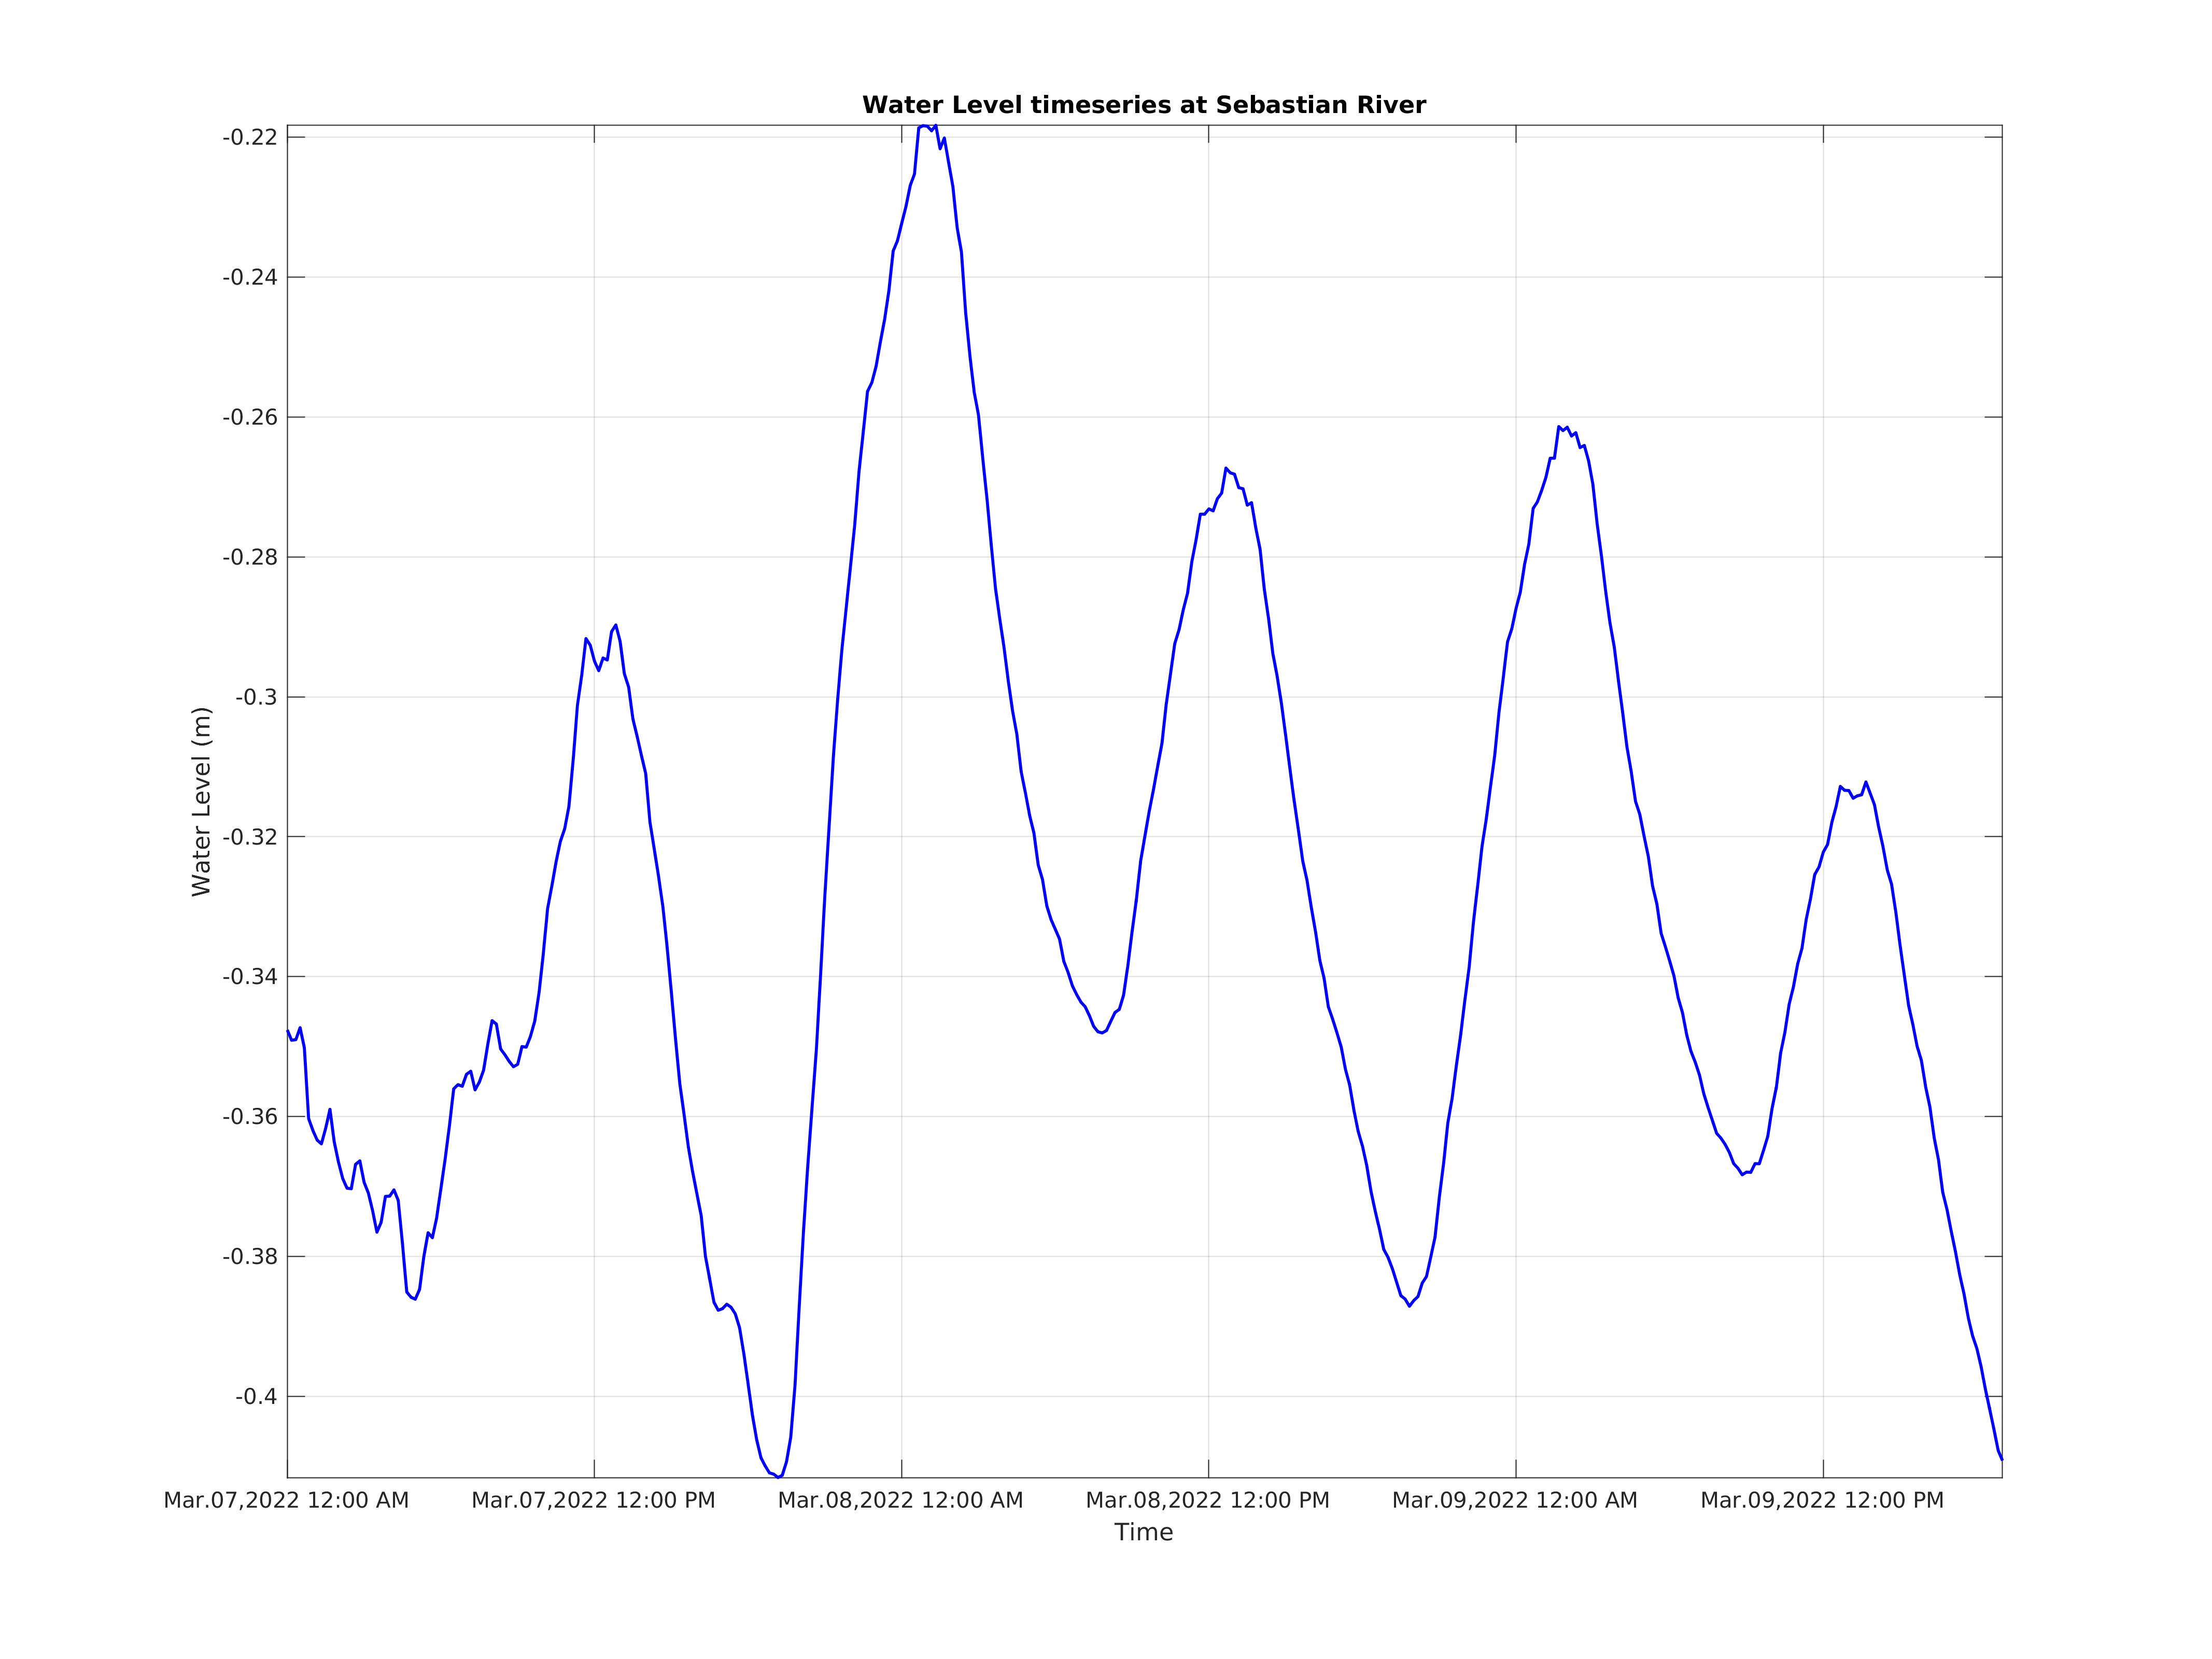 Water Level timeseries at Sebastian River
-0.22
-0.24
-0.26
-0.28
-0.3
-0.32
-0.34
-0.36
-0.38
-0.4
Water Level (m)
Mar.07,2022 12:00 AM Mar.07,2022 12:00 PM Mar.08,2022 12:00 AM Mar.08,2022 12:00 PM Mar.09,2022 12:00 AM Mar.09,2022 12:00 PM
Time